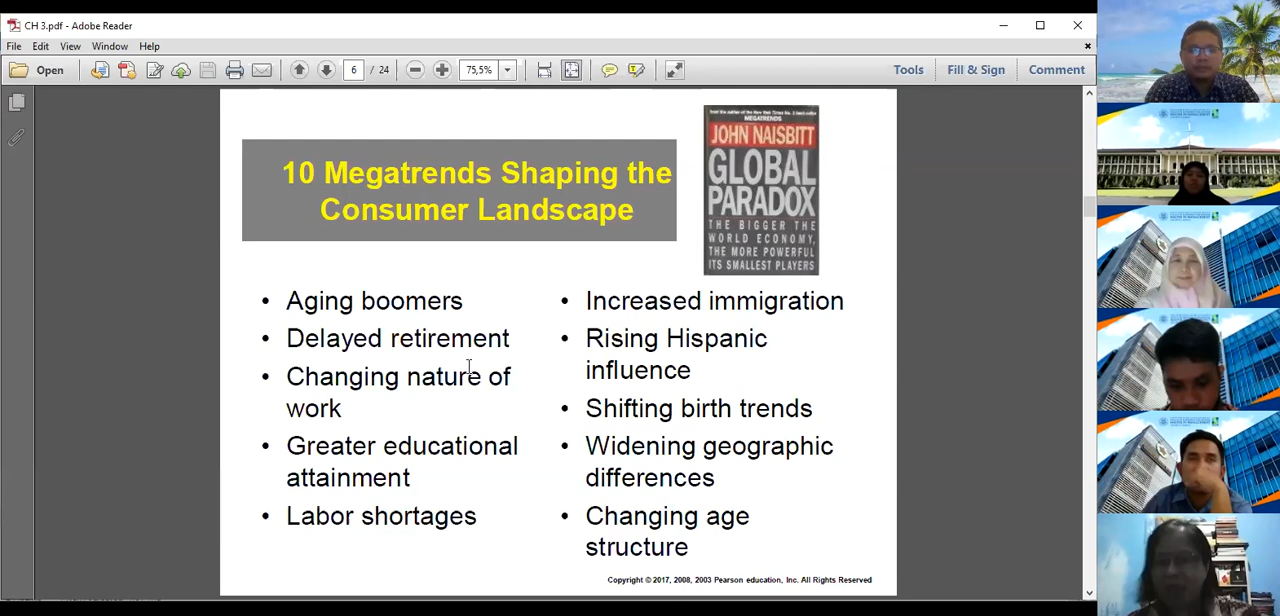 CH 3.pdf - Adobe Reader
File Edit View Window Help
Open 6 / 24 75,5% Tools Fill & Sign Comment
10 Megatrends Shaping the
Consumer Landscape
MEGATRENDS
JOHN NAISBITT
GLOBAL
PARADOX
THE BIGGER THE
WORLD ECONOMY,
THE MORE POWERFUL
ITS SMALLEST PLAYERS
• Aging boomers
• Delayed retirement
• Changing nature of
work
• Greater educational
attainment
• Labor shortages
• Increased immigration
• Rising Hispanic
influence
• Shifting birth trends
• Widening geographic
differences
• Changing age
structure
Copyright © 2017, 2008, 2003 Pearson education, Inc. All Rights Reserved